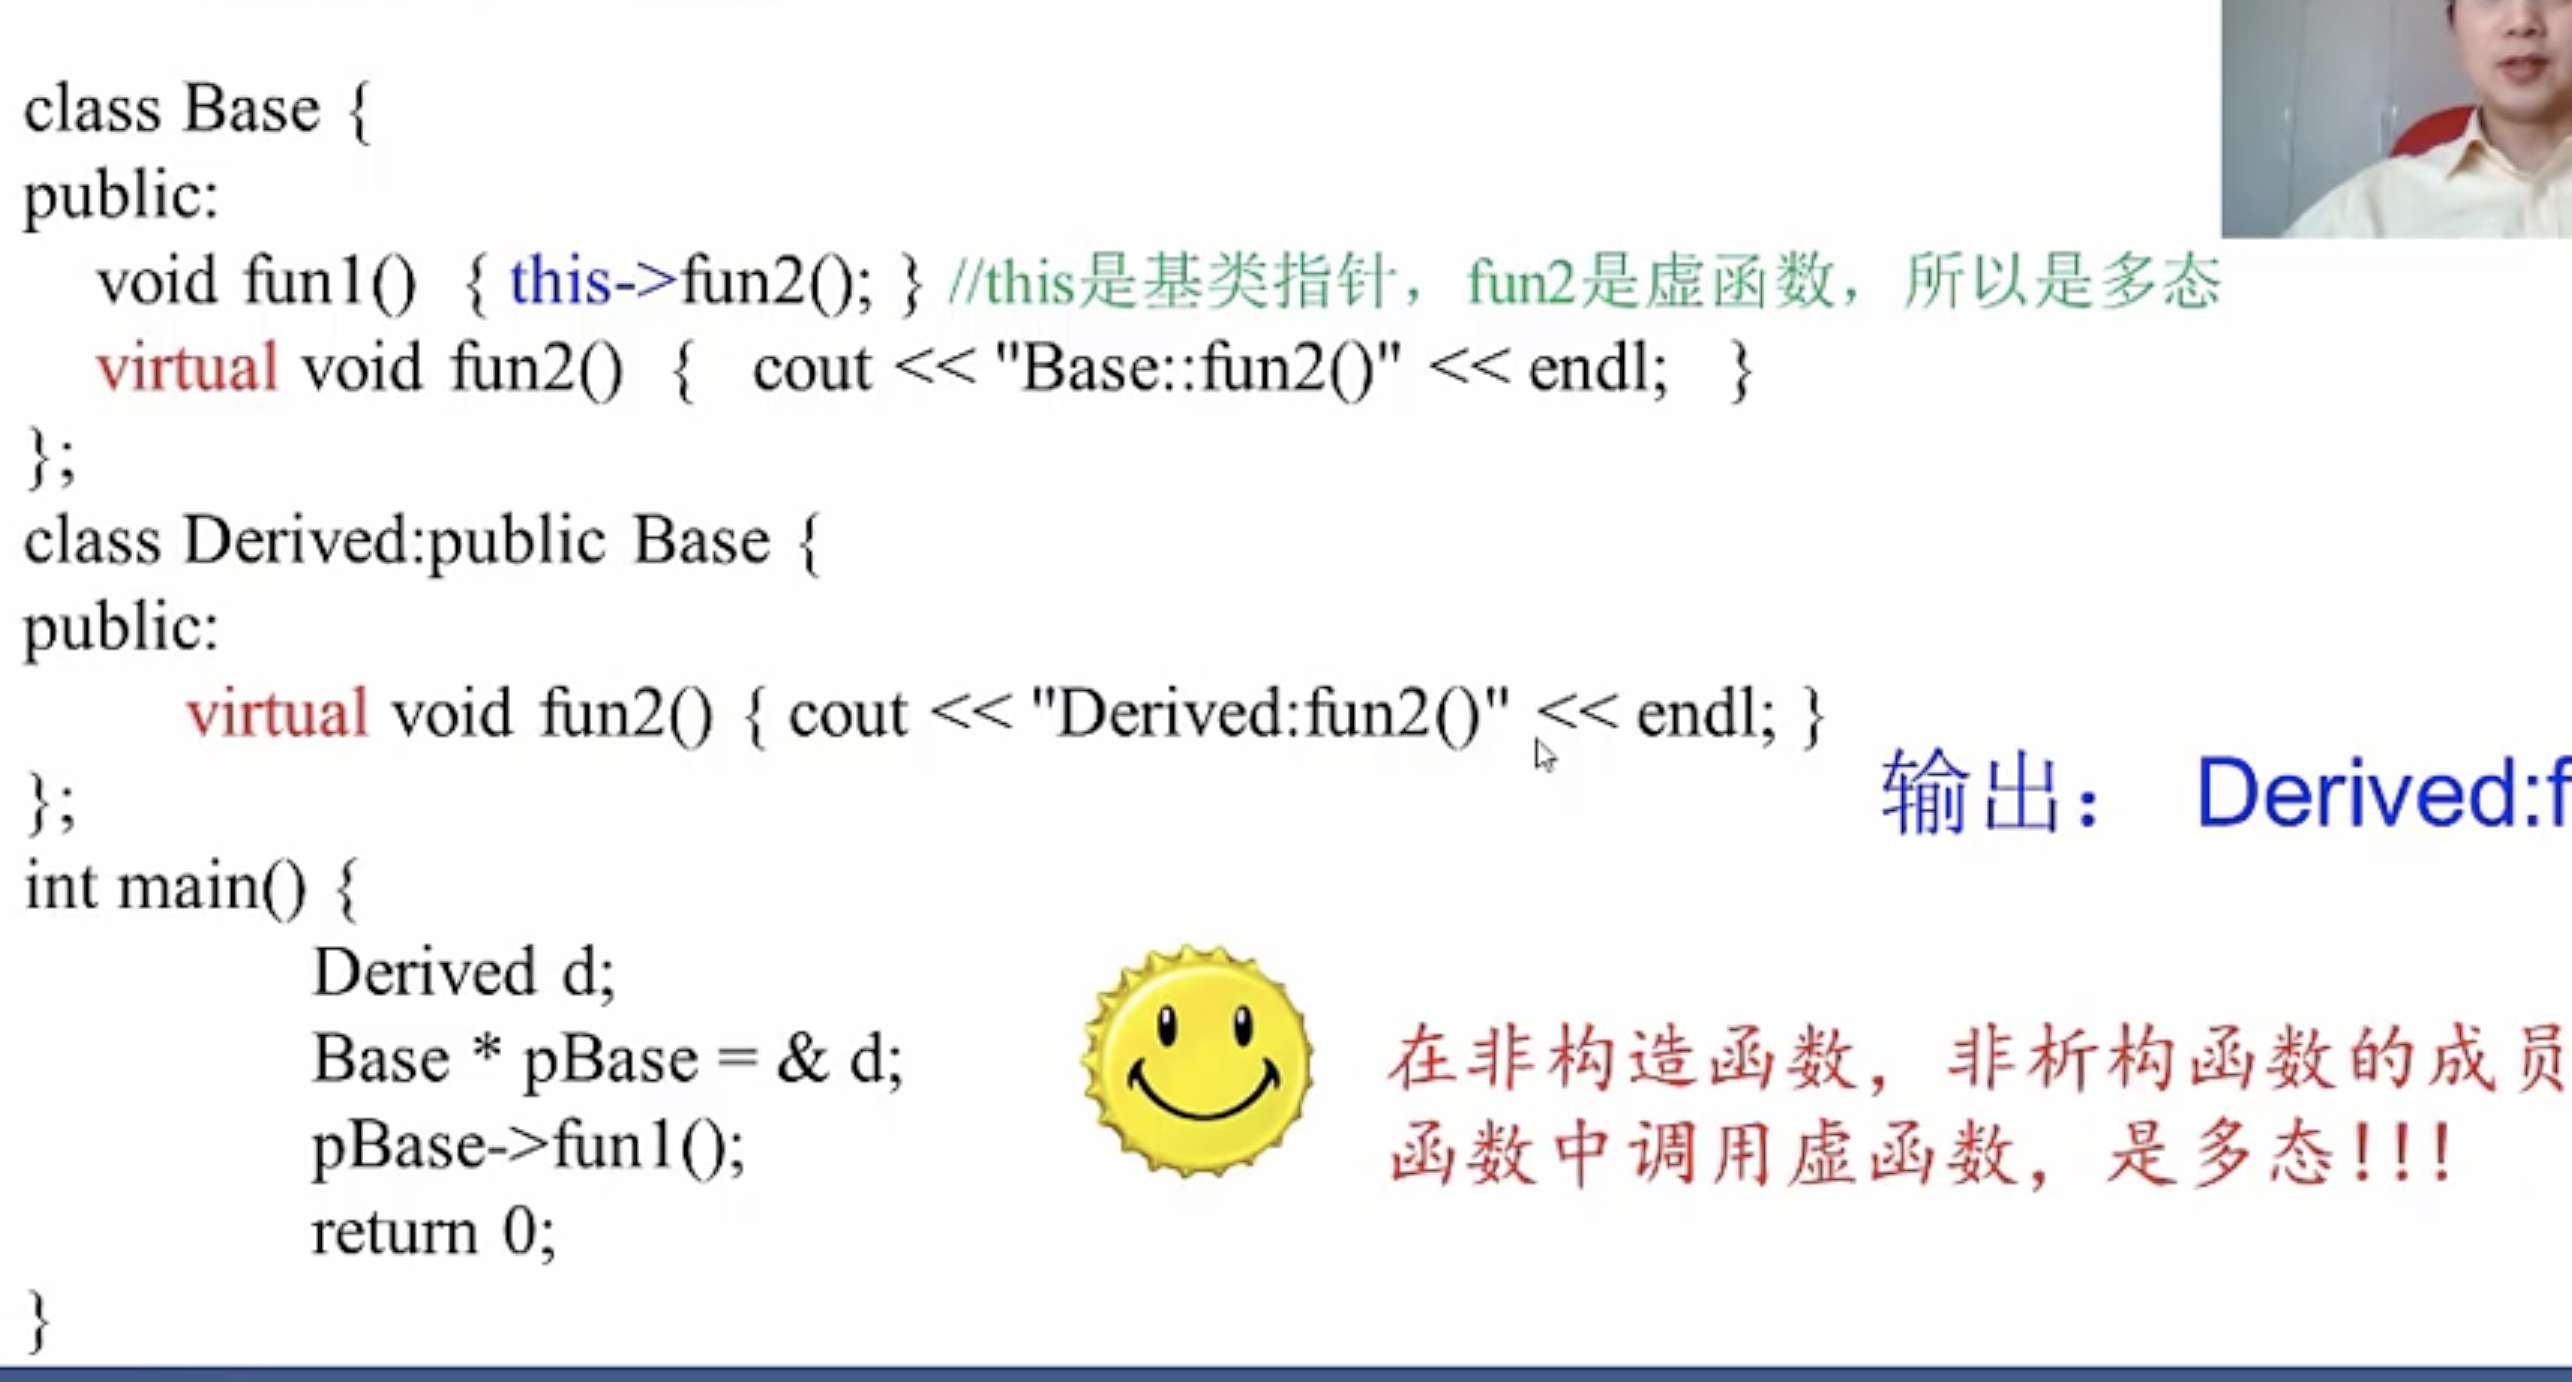 class Base {
public:
void fun1() { this->fun2(); } //this是基类指针，fun2是虚函数，所以是多态
virtual void fun2() { cout << "Base::fun2()" << endl; }
};
class Derived:public Base {
public:
virtual void fun2() { cout << "Derived:fun2()" << endl; }
};
输出： Derived:f
int main() {
Derived d;
Base * pBase = & d;
pBase->fun1();
return 0;
}
在非构造函数，非析构函数的成员
函数中调用虚函数，是多态!!!